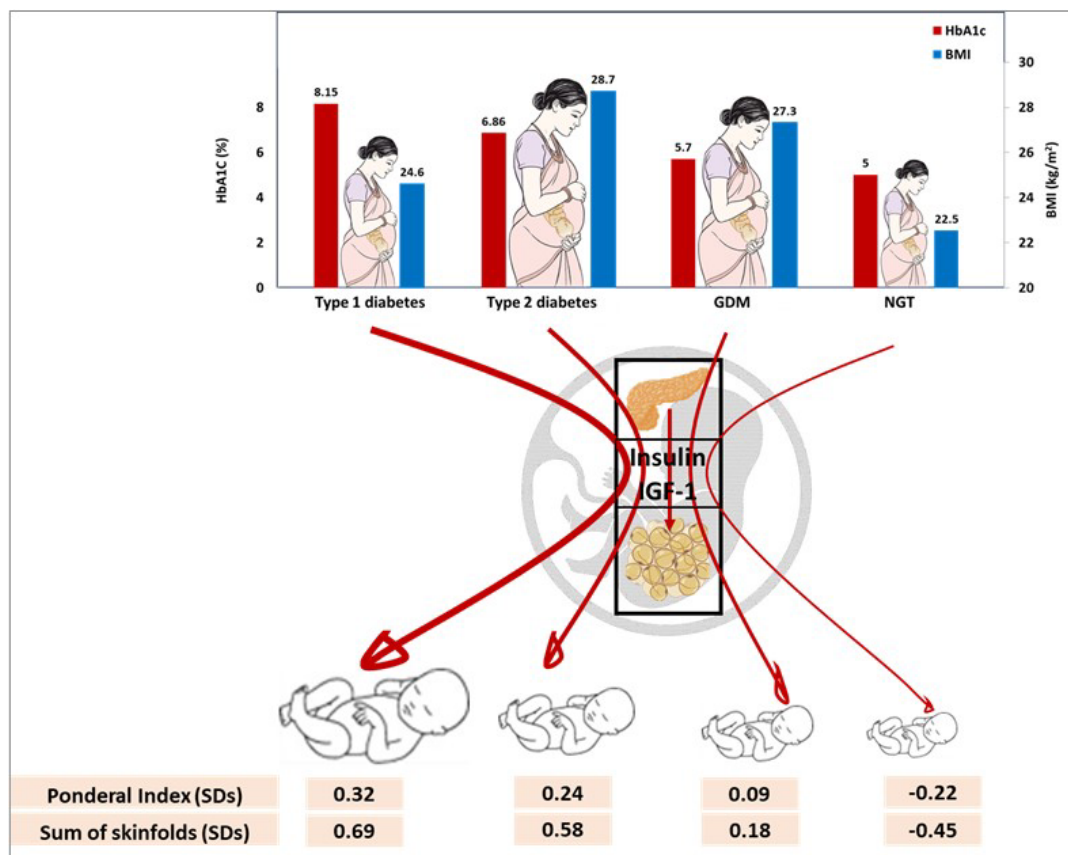 HbA1c
BMI
30
28
26
24
22
20
BMI (kg/m²)
8
6
4
2
0
HbA1C (%)
8.15
24.6
6.86
28.7
5.7
27.3
5
22.5
Type 1 diabetes
Type 2 diabetes
GDM
NGT
Insulin
IGF-1
Ponderal Index (SDs) 0.32 0.24 0.09 -0.22
Sum of skinfolds (SDs) 0.69 0.58 0.18 -0.45